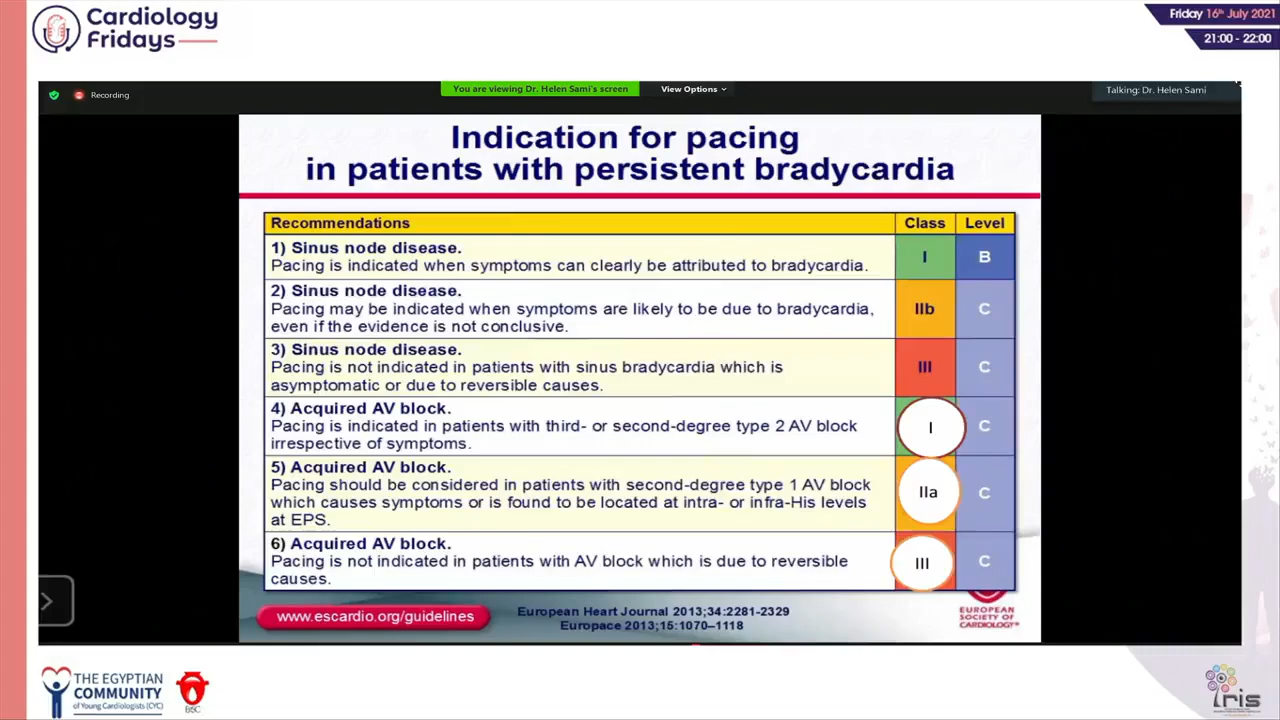 Cardiology
Fridays
Friday 16th July 2021
21:00 - 22:00
Recording
You are viewing Dr. Helen Sami's screen
View Options
Talking: Dr. Helen Sami
Indication for pacing
in patients with persistent bradycardia
Recommendations Class Level
1) Sinus node disease.
Pacing is indicated when symptoms can clearly be attributed to bradycardia.
I B
2) Sinus node disease.
Pacing may be indicated when symptoms are likely to be due to bradycardia,
even if the evidence is not conclusive.
IIb C
3) Sinus node disease.
Pacing is not indicated in patients with sinus bradycardia which is
asymptomatic or due to reversible causes.
III C
4) Acquired AV block.
Pacing is indicated in patients with third- or second-degree type 2 AV block
irrespective of symptoms.
I C
5) Acquired AV block.
Pacing should be considered in patients with second-degree type 1 AV block
which causes symptoms or is found to be located at intra- or infra-His levels
at EPS.
IIa C
6) Acquired AV block.
Pacing is not indicated in patients with AV block which is due to reversible
causes.
III C
www.escardio.org/guidelines
European Heart Journal 2013;34:2281-2329
Europace 2013;15:1070–1118
EUROPEAN
SOCIETY OF
CARDIOLOGY®
THE EGYPTIAN
COMMUNITY
of Young Cardiologists (CYC)
BSC
iris